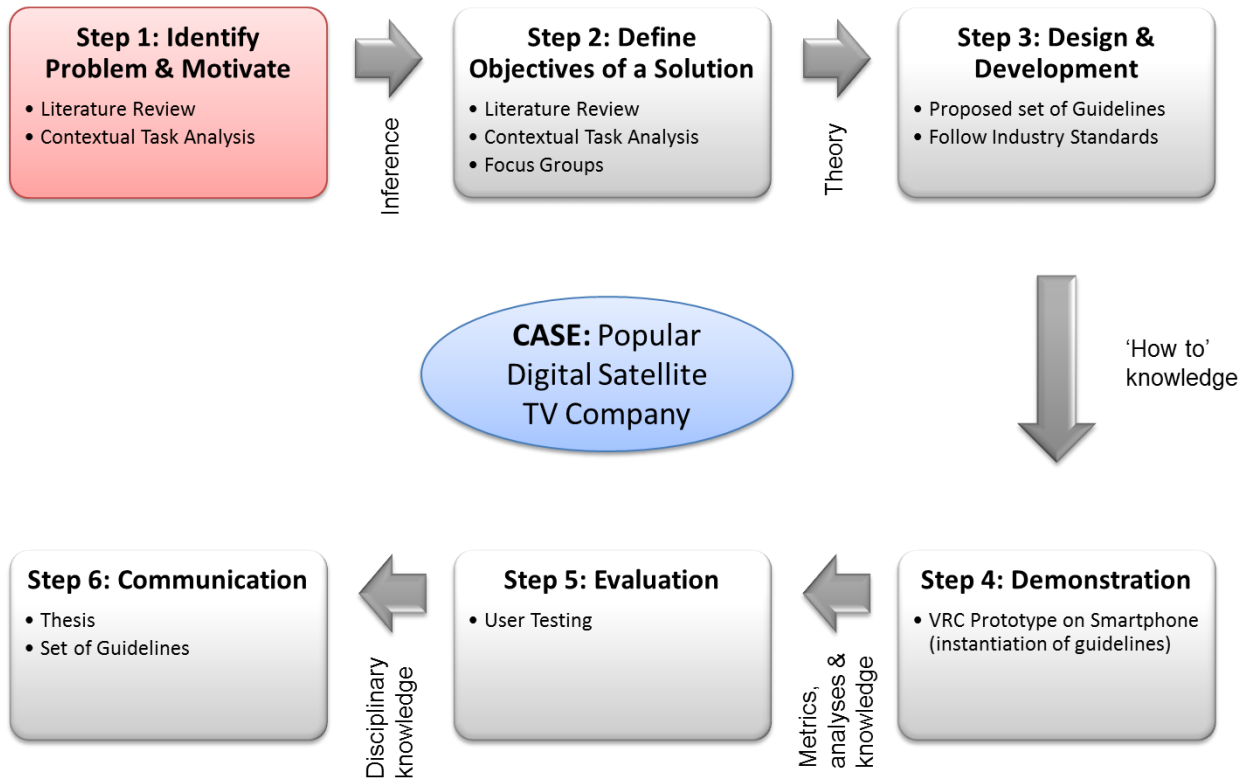 Step 1: Identify
Problem & Motivate
• Literature Review
• Contextual Task Analysis
Inference
Step 2: Define
Objectives of a Solution
• Literature Review
• Contextual Task Analysis
• Focus Groups
Theory
Step 3: Design &
Development
• Proposed set of Guidelines
• Follow Industry Standards
'How to'
knowledge
CASE: Popular
Digital Satellite
TV Company
Step 4: Demonstration
• VRC Prototype on Smartphone
(instantiation of guidelines)
Metrics,
analyses &
knowledge
Step 5: Evaluation
• User Testing
Disciplinary
knowledge
Step 6: Communication
• Thesis
• Set of Guidelines